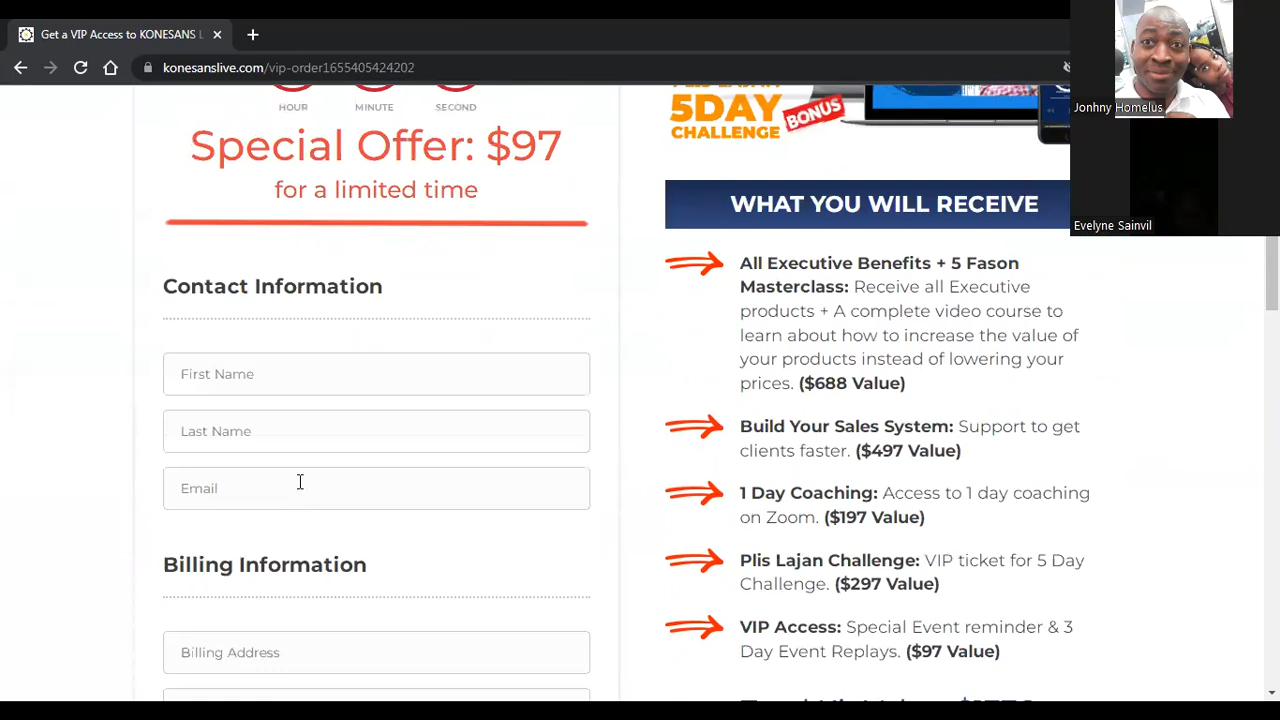 Get a VIP Access to KONESANS L
konesanslive.com/vip-order1655405424202
HOUR MINUTE SECOND
Special Offer: $97
for a limited time
Contact Information
First Name
Last Name
Email
Billing Information
Billing Address
5DAY
CHALLENGE
BONUS
WHAT YOU WILL RECEIVE
All Executive Benefits + 5 Fason
Masterclass: Receive all Executive
products + A complete video course to
learn about how to increase the value of
your products instead of lowering your
prices. ($688 Value)
Build Your Sales System: Support to get
clients faster. ($497 Value)
1 Day Coaching: Access to 1 day coaching
on Zoom. ($197 Value)
Plis Lajan Challenge: VIP ticket for 5 Day
Challenge. ($297 Value)
VIP Access: Special Event reminder & 3
Day Event Replays. ($97 Value)
Jonhny Homelus
Evelyne Sainvil